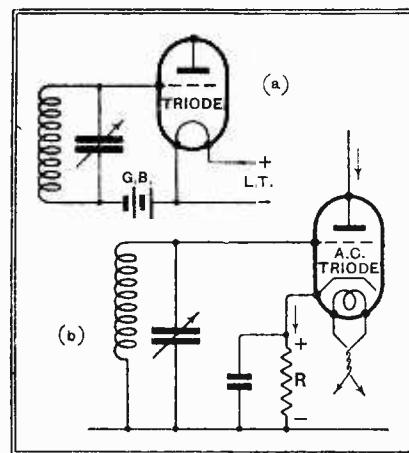 (a)
TRIODE
G.B.
+
L.T.
-
A.C.
TRIODE
(b)
+
R
-